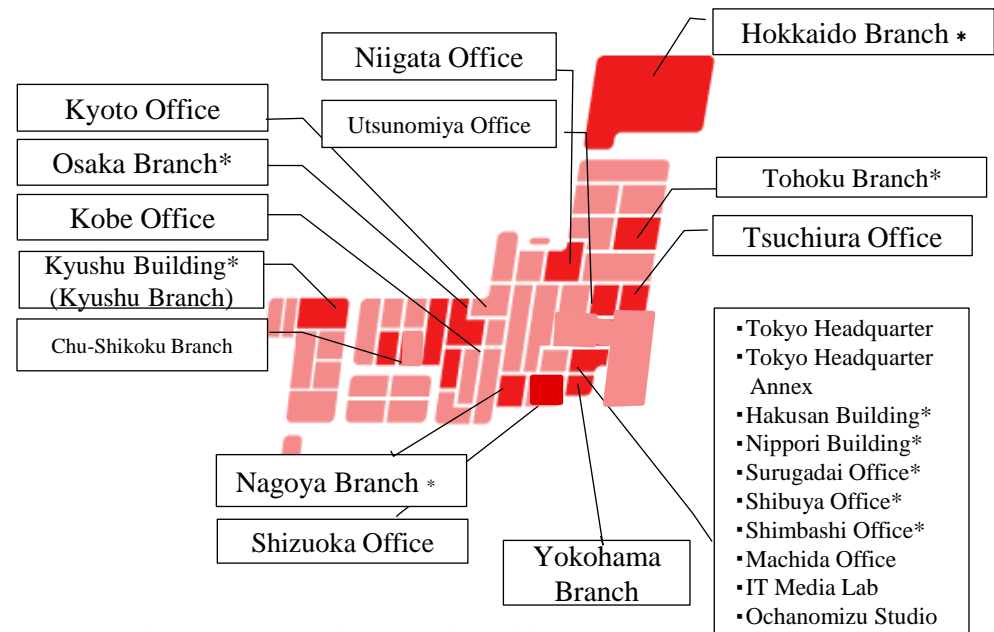 Hokkaido Branch *
Niigata Office
Kyoto Office
Utsunomiya Office
Osaka Branch*
Tohoku Branch*
Kobe Office
Tsuchiura Office
Kyushu Building*
(Kyushu Branch)
Chu-Shikoku Branch
▪Tokyo Headquarter
▪Tokyo Headquarter
Annex
▪Hakusan Building*
▪Nippori Building*
▪Surugadai Office*
▪Shibuya Office*
▪Shimbashi Office*
▪Machida Office
▪IT Media Lab
▪Ochanomizu Studio
Nagoya Branch *
Shizuoka Office
Yokohama
Branch